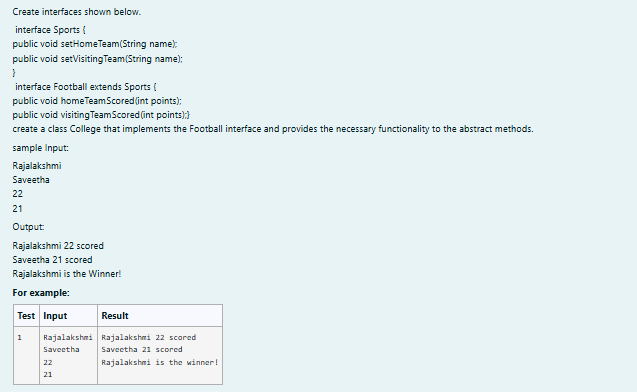 Create interfaces shown below.
interface Sports {
public void setHomeTeam(String name);
public void setVisitingTeam(String name);
}
interface Football extends Sports {
public void homeTeamScored(int points);
public void visitingTeamScored(int points);}
create a class College that implements the Football interface and provides the necessary functionality to the abstract methods.
sample Input:
Rajalakshmi
Saveetha
22
21
Output:
Rajalakshmi 22 scored
Saveetha 21 scored
Rajalakshmi is the Winner!
For example:
Test Input Result
1 Rajalakshmi Rajalakshmi 22 scored
Saveetha Saveetha 21 scored
22 Rajalakshmi is the winner!
21